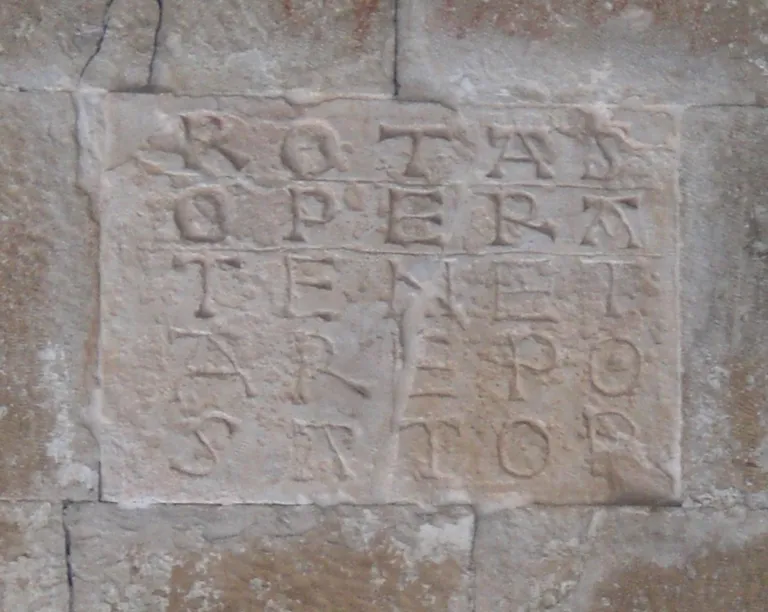 ROTAS
OPERA
TENET
AREPO
SATOR